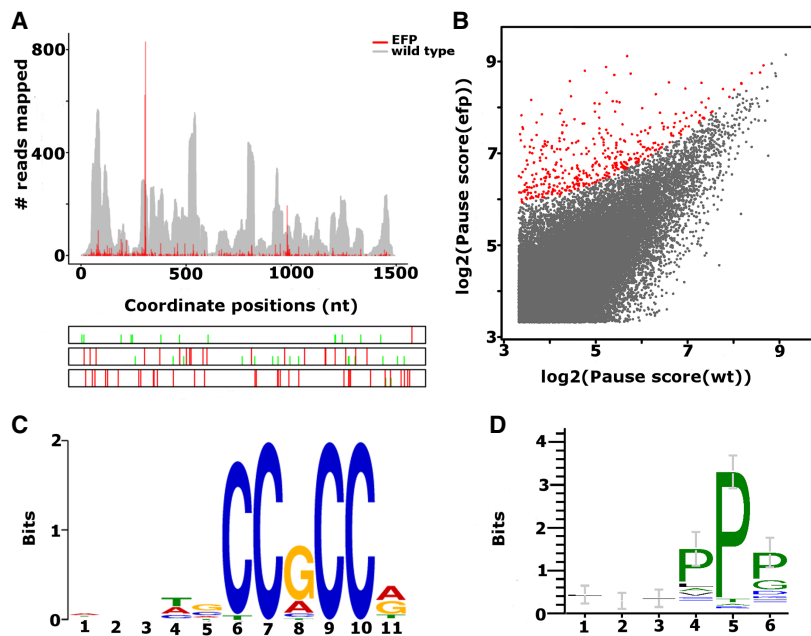 A
EFP
wild type
# reads mapped
800
400
0
0 500 1000 1500
Coordinate positions (nt)
B
log2(Pause score(efp))
9
7
5
3
3 5 7 9
log2(Pause score(wt))
C
Bits
2
1
0
T A C
G C T
C T
C
G A C T
C
C
A G T
1 2 3 4 5 6 7 8 9 10 11
D
Bits
4
3
2
1
0
P
P
P G
1 2 3 4 5 6